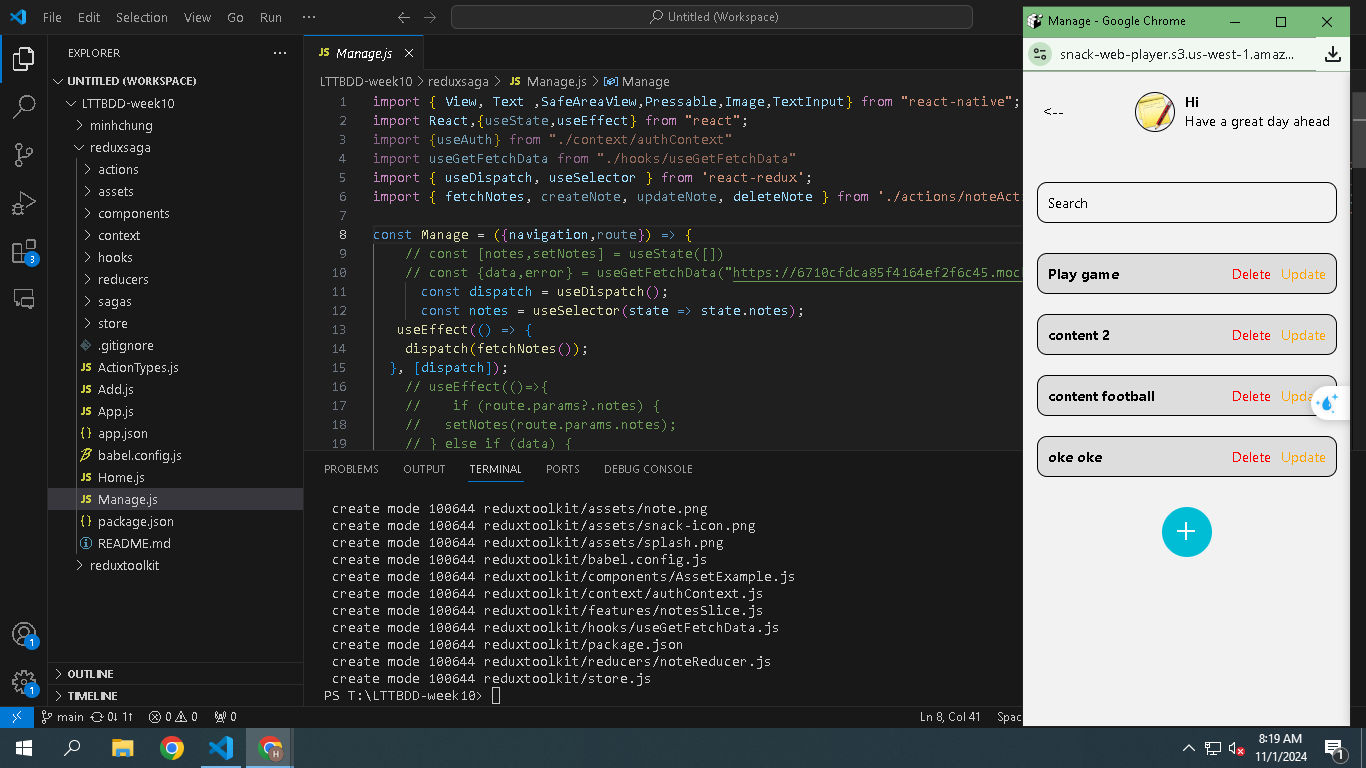 File Edit Selection View Go Run ··· Untitled (Workspace)
EXPLORER ···
UNTITLED (WORKSPACE)
LTTBDD-week10
minhchung
reduxsaga
actions
assets
components
context
hooks
reducers
sagas
store
.gitignore
JS ActionTypes.js
JS Add.js
JS App.js
{} app.json
babel.config.js
JS Home.js
JS Manage.js
{} package.json
README.md
reduxtoolkit
OUTLINE
TIMELINE
3
1
1
JS Manage.js
LTTBDD-week10 > reduxsaga > JS Manage.js > Manage
1 import { View, Text ,SafeAreaView,Pressable,Image,TextInput} from "react-native";
2 import React,{useState,useEffect} from "react";
3 import {useAuth} from "./context/authContext"
4 import useGetFetchData from "./hooks/useGetFetchData"
5 import { useDispatch, useSelector } from 'react-redux';
6 import { fetchNotes, createNote, updateNote, deleteNote } from './actions/noteActi
7
8 const Manage = ({navigation,route}) => {
9 // const [notes,setNotes] = useState([])
10 // const {data,error} = useGetFetchData("https://6710cfdca85f4164ef2f6c45.moc
11 const dispatch = useDispatch();
12 const notes = useSelector(state => state.notes);
13 useEffect(() => {
14 dispatch(fetchNotes());
15 }, [dispatch]);
16 // useEffect(()=>{
17 // if (route.params?.notes) {
18 // setNotes(route.params.notes);
19 // } else if (data) {
PROBLEMS OUTPUT TERMINAL PORTS DEBUG CONSOLE
create mode 100644 reduxtoolkit/assets/note.png
create mode 100644 reduxtoolkit/assets/snack-icon.png
create mode 100644 reduxtoolkit/assets/splash.png
create mode 100644 reduxtoolkit/babel.config.js
create mode 100644 reduxtoolkit/components/AssetExample.js
create mode 100644 reduxtoolkit/context/authContext.js
create mode 100644 reduxtoolkit/features/notesSlice.js
create mode 100644 reduxtoolkit/hooks/useGetFetchData.js
create mode 100644 reduxtoolkit/package.json
create mode 100644 reduxtoolkit/reducers/noteReducer.js
create mode 100644 reduxtoolkit/store.js
PS T:\LTTBDD-week10>
main 0↓ 1↑ 0 0 0 Ln 8, Col 41 Spac
Manage - Google Chrome
snack-web-player.s3.us-west-1.amaz...
<--
Hi
Have a great day ahead
Search
Play game Delete Update
content 2 Delete Update
content football Delete Upda
oke oke Delete Update
+
H
8:19 AM
11/1/2024
1